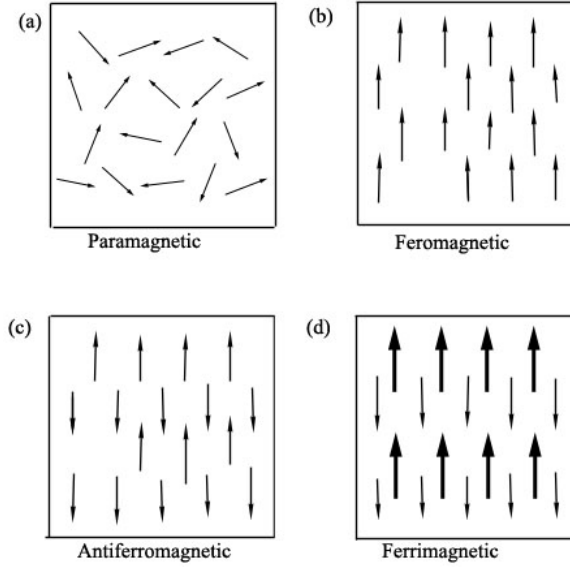 (a)
Paramagnetic
(b)
Feromagnetic
(c)
Antiferromagnetic
(d)
Ferrimagnetic